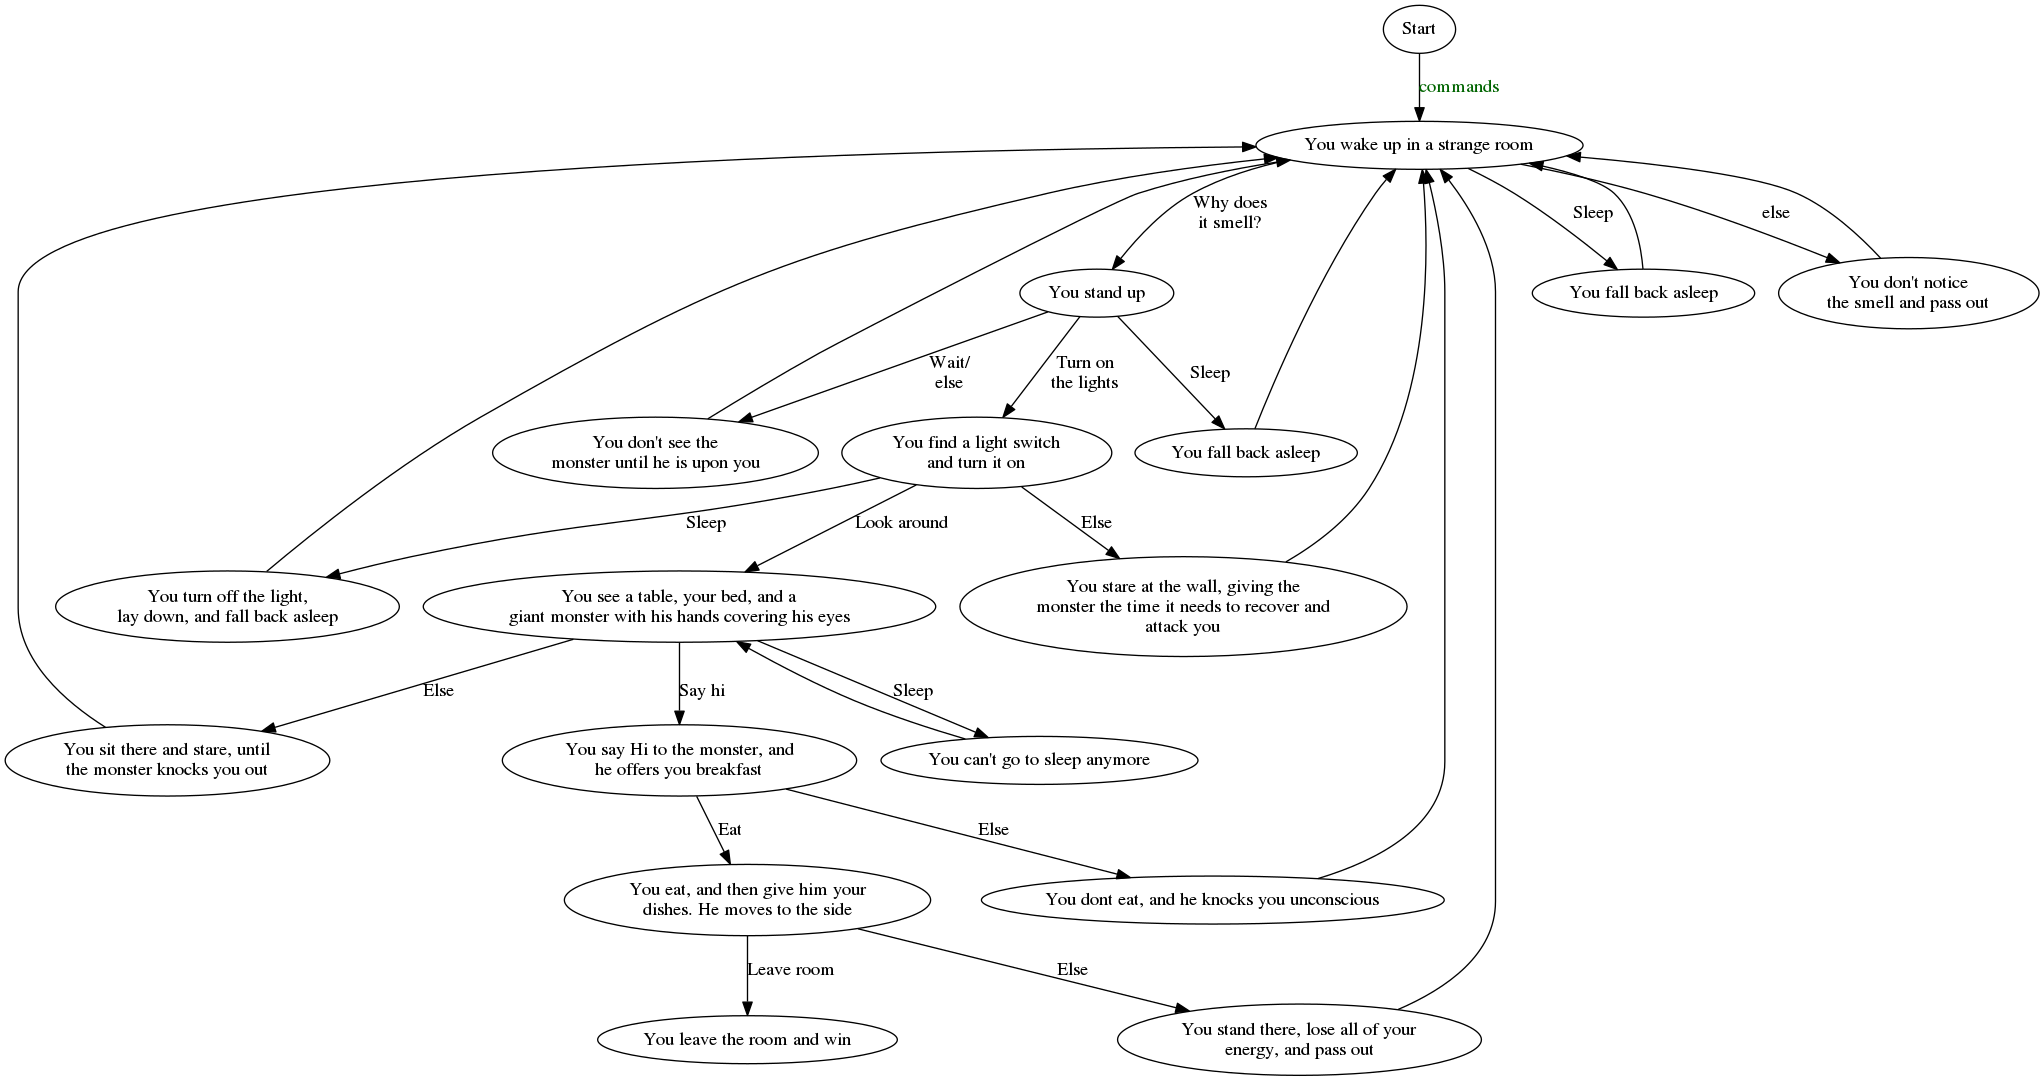 Start
commands
You wake up in a strange room
Why does
it smell?
Sleep
else
You stand up
You fall back asleep
You don't notice
the smell and pass out
Wait/
else
Turn on
the lights
Sleep
You don't see the
monster until he is upon you
You find a light switch
and turn it on
You fall back asleep
Sleep
Look around
Else
You turn off the light,
lay down, and fall back asleep
You see a table, your bed, and a
giant monster with his hands covering his eyes
You stare at the wall, giving the
monster the time it needs to recover and
attack you
Else
Say hi
Sleep
You sit there and stare, until
the monster knocks you out
You say Hi to the monster, and
he offers you breakfast
You can't go to sleep anymore
Eat
Else
You eat, and then give him your
dishes. He moves to the side
You dont eat, and he knocks you unconscious
Leave room
Else
You leave the room and win
You stand there, lose all of your
energy, and pass out